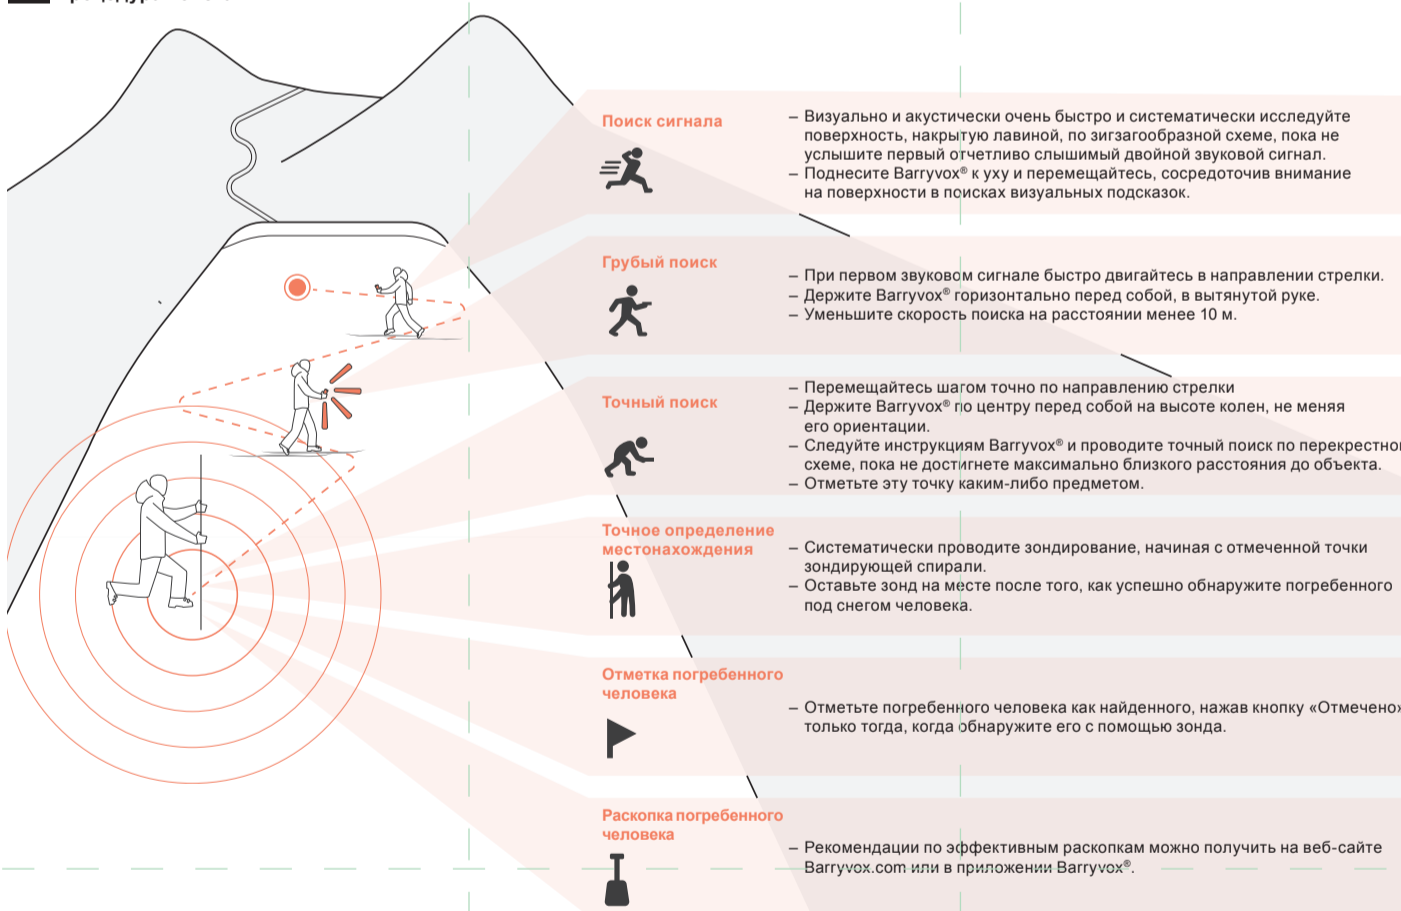 Поиск сигнала
– Визуально и акустически очень быстро и систематически исследуйте
поверхность, накрытую лавиной, по зигзагообразной схеме, пока не
услышите первый отчетливо слышимый двойной звуковой сигнал.
– Поднесите Barryvox® к уху и перемещайтесь, сосредоточив внимание
на поверхности в поисках визуальных подсказок.
Грубый поиск
– При первом звуковом сигнале быстро двигайтесь в направлении стрелки.
– Держите Barryvox® горизонтально перед собой, в вытянутой руке.
– Уменьшите скорость поиска на расстоянии менее 10 м.
Точный поиск
– Перемещайтесь шагом точно по направлению стрелки
– Держите Barryvox® по центру перед собой на высоте колен, не меняя
его ориентации.
– Следуйте инструкциям Barryvox® и проводите точный поиск по
схеме, пока не достигнете максимально близкого расстояния до объекта.
– Отметьте эту точку каким-либо предметом.
Точное определение
местонахождения
– Систематически проводите зондирование, начиная с отмеченной точки
зондирующей спирали.
– Оставьте зонд на месте после того, как успешно обнаружите погребенного
под снегом человека.
Отметка погребенного
человека
– Отметьте погребенного человека как найденного, нажав кнопку «Отмечено»
только тогда, когда обнаружите его с помощью зонда.
Раскопка погребенного
человека
– Рекомендации по эффективным раскопкам можно получить на веб-сайте
Barryvox.com или в приложении Barryvox®.